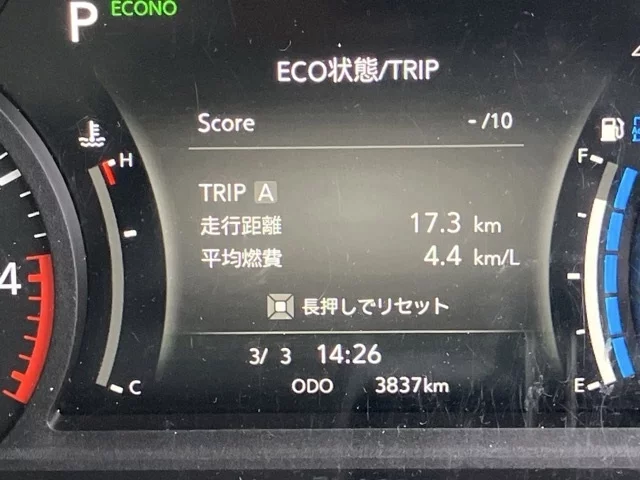 P
ECONO
ECO状態/TRIP
Score -/10
H
F
TRIP A
走行距離 17.3 km
平均燃費 4.4 km/L
4
長押しでリセット
3/ 3 14:26
C
E
ODO 3837km